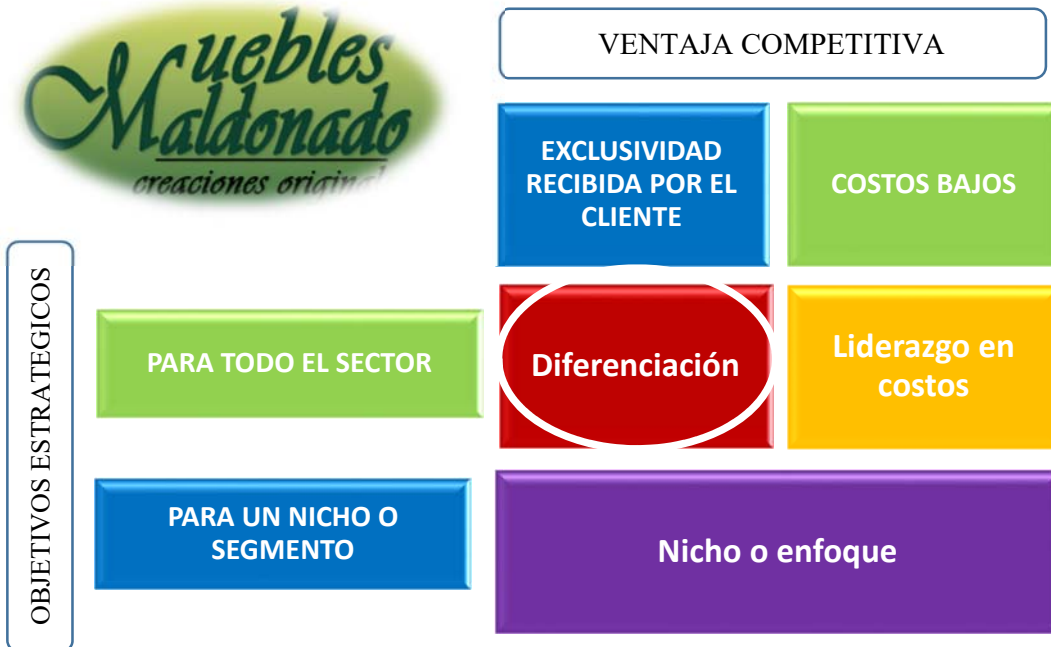 Muebles
Maldonado
creaciones
VENTAJA COMPETITIVA
EXCLUSIVIDAD
RECIBIDA POR EL
CLIENTE
COSTOS BAJOS
OBJETIVOS ESTRATEGICOS
PARA TODO EL SECTOR
Diferenciación
Liderazgo en
costos
PARA UN NICHO O
SEGMENTO
Nicho o enfoque